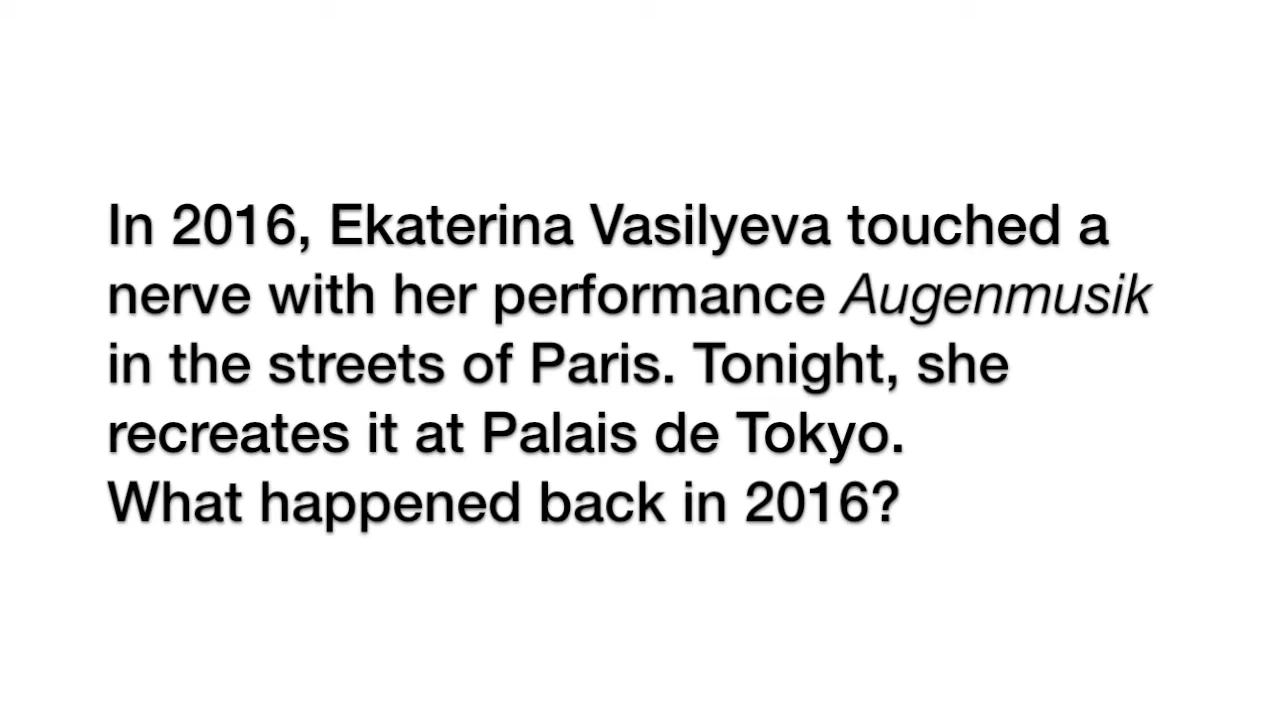 In 2016, Ekaterina Vasilyeva touched a
nerve with her performance Augenmusik
in the streets of Paris. Tonight, she
recreates it at Palais de Tokyo.
What happened back in 2016?